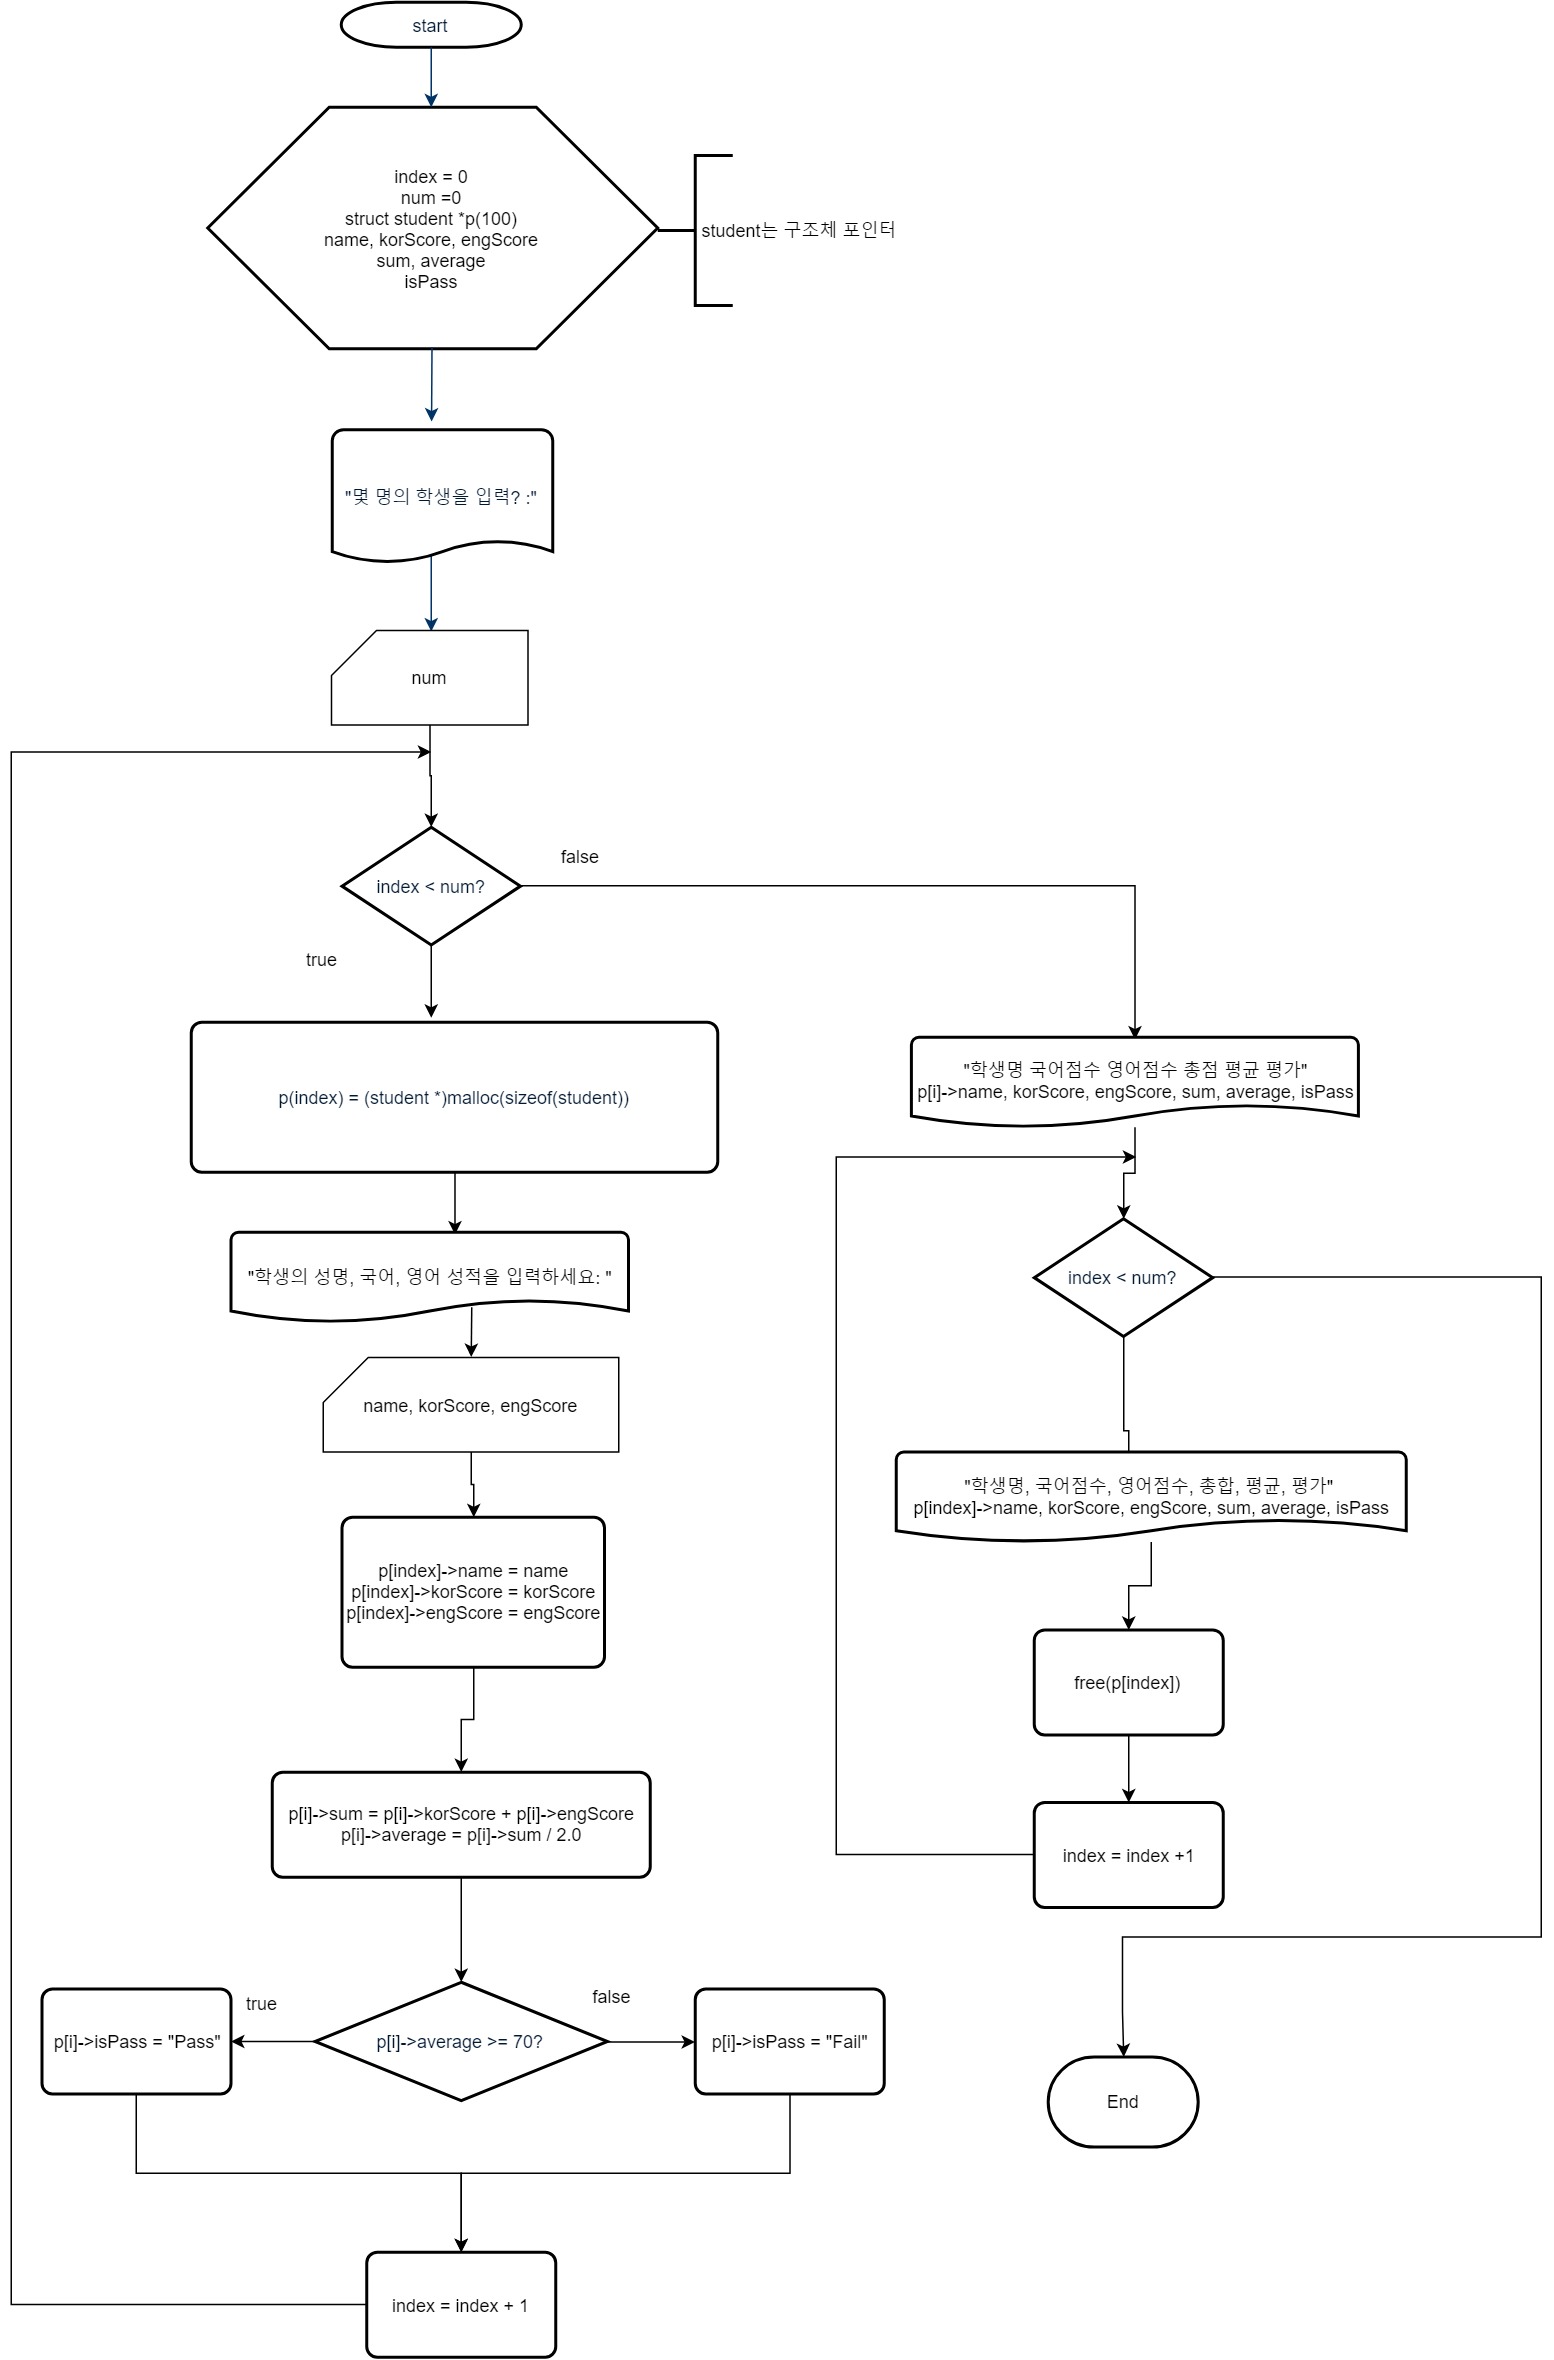 start
index = 0
num =0
struct student *p(100)
name, korScore, engScore
sum, average
isPass
student는 구조체 포인터
"몇 명의 학생을 입력? :"
num
index < num?
false
true
p(index) = (student *)malloc(sizeof(student))
"학생의 성명, 국어, 영어 성적을 입력하세요: "
name, korScore, engScore
p[index]->name = name
p[index]->korScore = korScore
p[index]->engScore = engScore
p[i]->sum = p[i]->korScore + p[i]->engScore
p[i]->average = p[i]->sum / 2.0
p[i]->average >= 70?
true
p[i]->isPass = "Pass"
false
p[i]->isPass = "Fail"
index = index + 1
"학생명 국어점수 영어점수 총점 평균 평가"
p[i]->name, korScore, engScore, sum, average, isPass
index < num?
"학생명, 국어점수, 영어점수, 총합, 평균, 평가"
p[index]->name, korScore, engScore, sum, average, isPass
free(p[index])
index = index +1
End